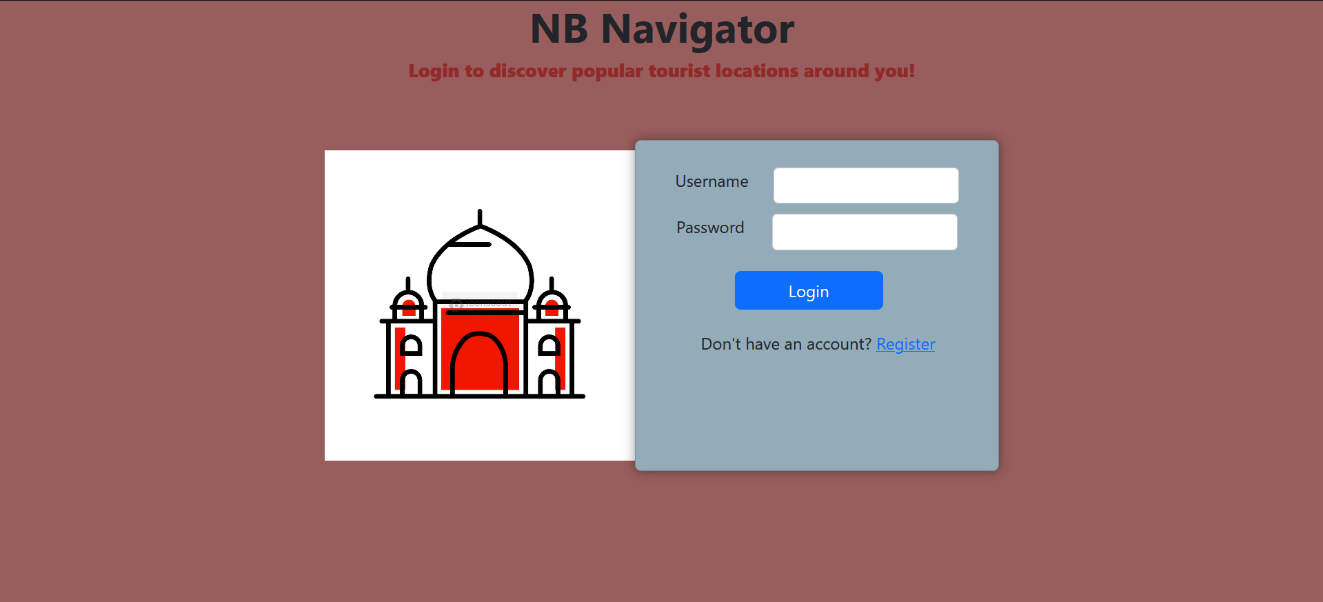 NB Navigator
Login to discover popular tourist locations around you!
Username
Password
Login
Don't have an account? Register